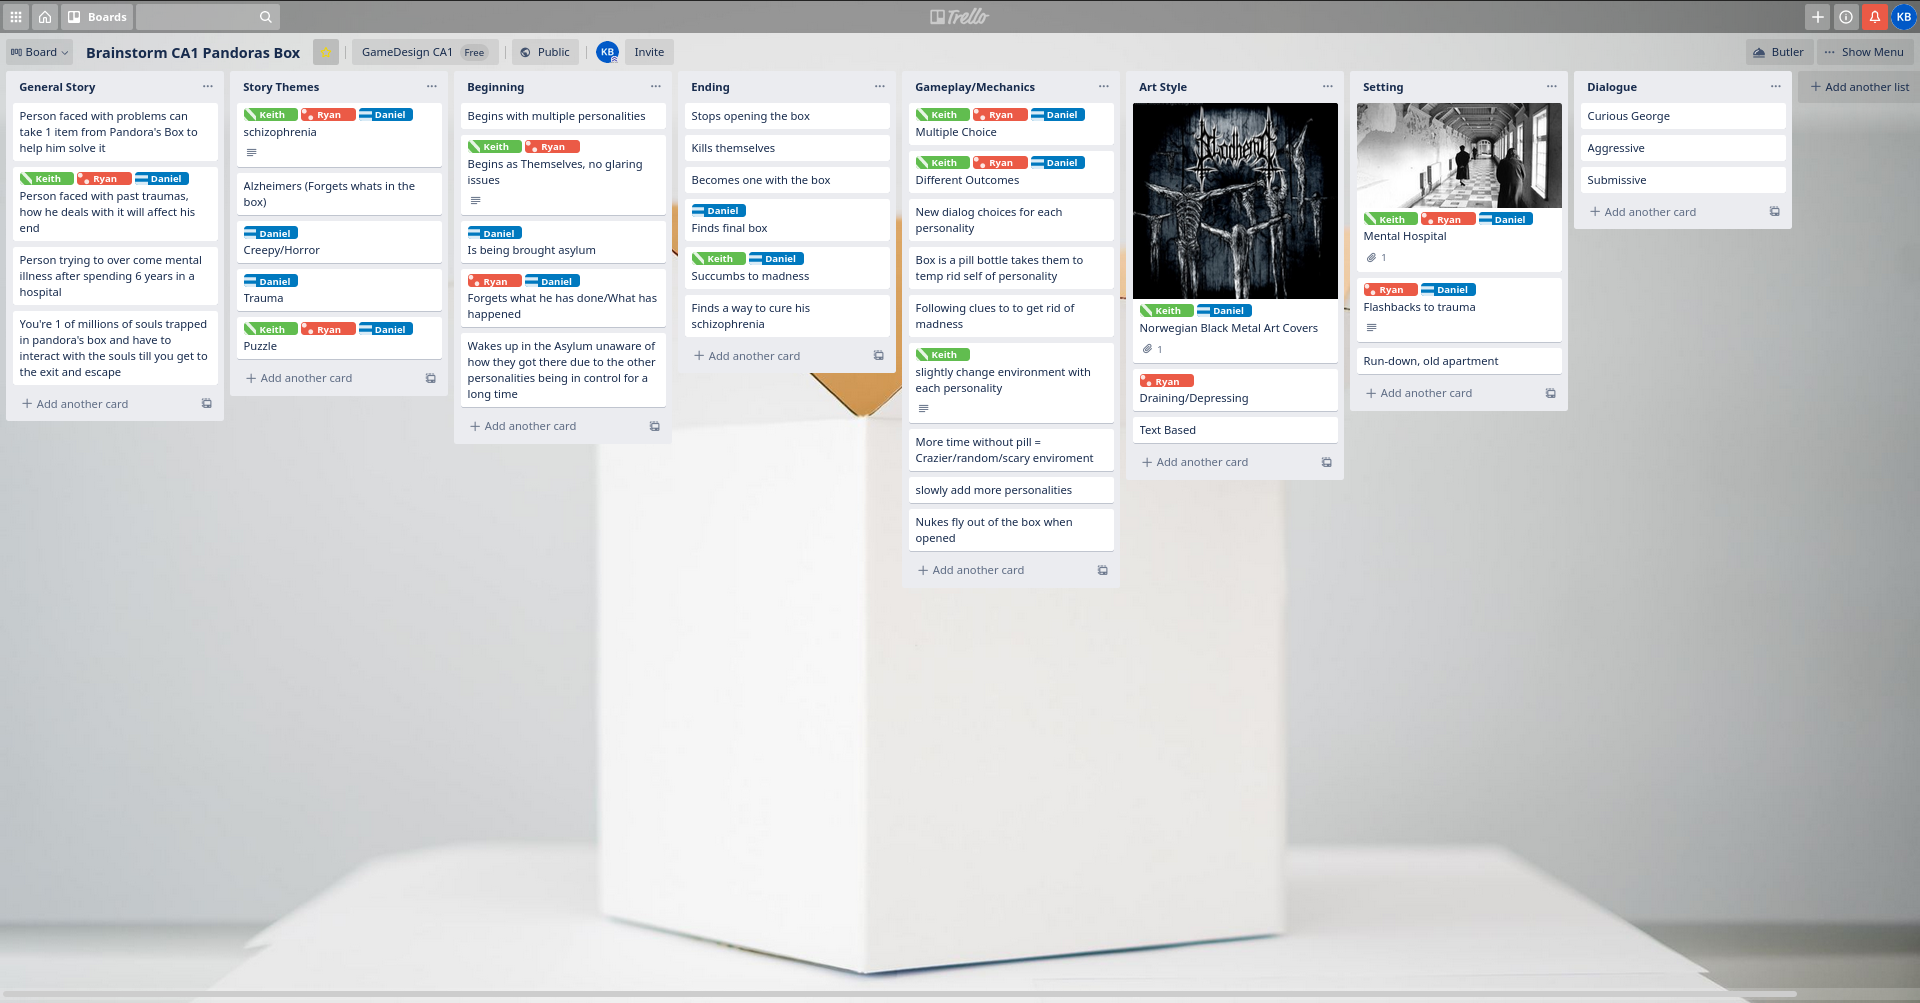 Boards
Trello
KB
Board
Brainstorm CA1 Pandoras Box
GameDesign CA1 Free
Public
KB
Invite
Butler
Show Menu
General Story
Person faced with problems can
take 1 item from Pandora's Box to
help him solve it
Keith Ryan Daniel
Person faced with past traumas,
how he deals with it will affect his
end
Person trying to over come mental
illness after spending 6 years in a
hospital
You're 1 of millions of souls trapped
in pandora's box and have to
interact with the souls till you get to
the exit and escape
Add another card
Story Themes
Keith Ryan Daniel
schizophrenia
Alzheimers (Forgets whats in the
box)
Daniel
Creepy/Horror
Daniel
Trauma
Keith Ryan Daniel
Puzzle
Add another card
Beginning
Begins with multiple personalities
Keith Ryan
Begins as Themselves, no glaring
issues
Daniel
Is being brought asylum
Ryan Daniel
Forgets what he has done/What has
happened
Wakes up in the Asylum unaware of
how they got there due to the other
personalities being in control for a
long time
Add another card
Ending
Stops opening the box
Kills themselves
Becomes one with the box
Daniel
Finds final box
Keith Daniel
Succumbs to madness
Finds a way to cure his
schizophrenia
Add another card
Gameplay/Mechanics
Keith Ryan Daniel
Multiple Choice
Keith Ryan Daniel
Different Outcomes
New dialog choices for each
personality
Box is a pill bottle takes them to
temp rid self of personality
Following clues to to get rid of
madness
Keith
slightly change environment with
each personality
More time without pill =
Crazier/random/scary enviroment
slowly add more personalities
Nukes fly out of the box when
opened
Add another card
Art Style
Keith Daniel
Norwegian Black Metal Art Covers
1
Ryan
Draining/Depressing
Text Based
Add another card
Setting
Keith Ryan Daniel
Mental Hospital
1
Ryan Daniel
Flashbacks to trauma
Run-down, old apartment
Add another card
Dialogue
Curious George
Aggressive
Submissive
Add another card
Add another list